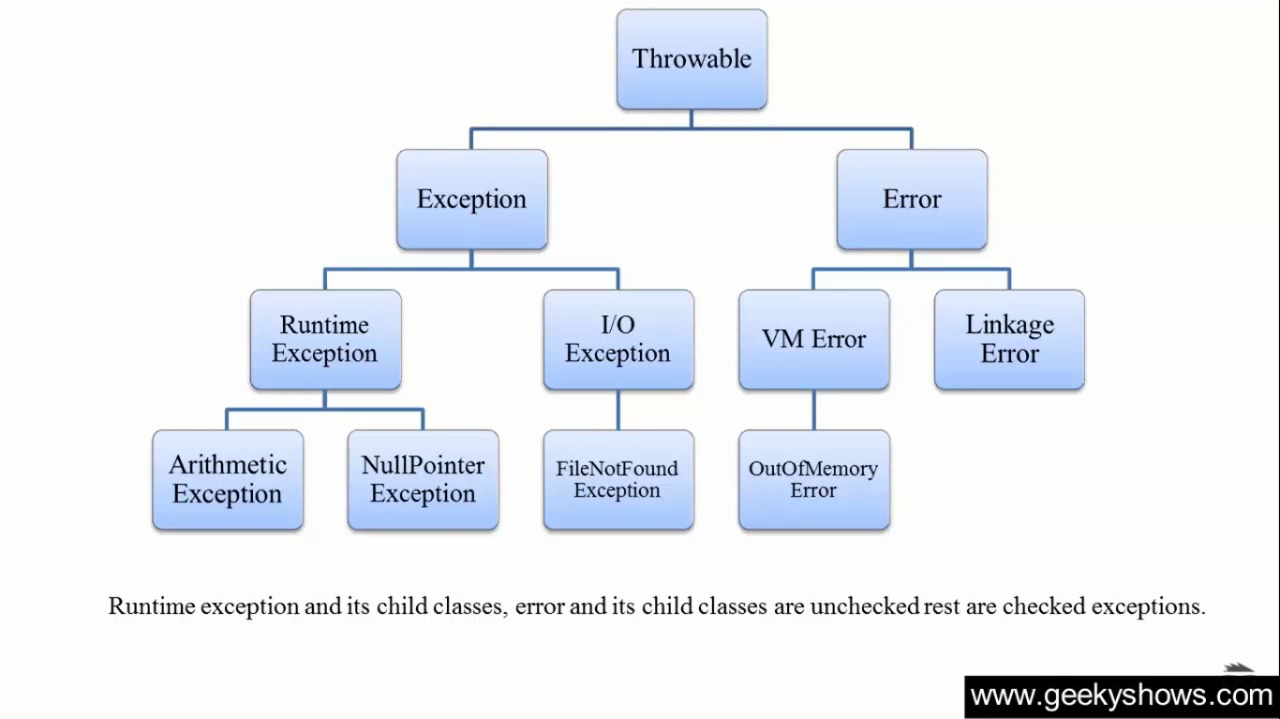 Throwable
Exception
Error
Runtime
Exception
I/O
Exception
VM Error
Linkage
Error
Arithmetic
Exception
NullPointer
Exception
FileNotFound
Exception
OutOfMemory
Error
Runtime exception and its child classes, error and its child classes are unchecked rest are checked exceptions.
www.geekyshows.com